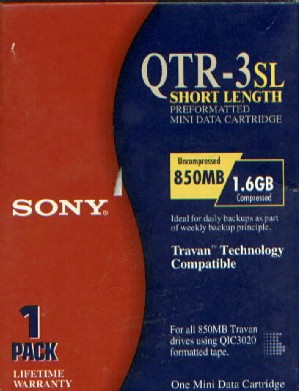 QTR-3SL
SHORT LENGTH
PREFORMATTED
MINI DATA CARTRIDGE
Uncompressed
850MB
1.6GB
Compressed
SONY®
Ideal for daily backups as part
of weekly backup principle.
Travan™ Technology
Compatible
1
PACK
LIFETIME
WARRANTY
For all 850MB Travan
drives using QIC3020
formatted tape.
One Mini Data Cartridge